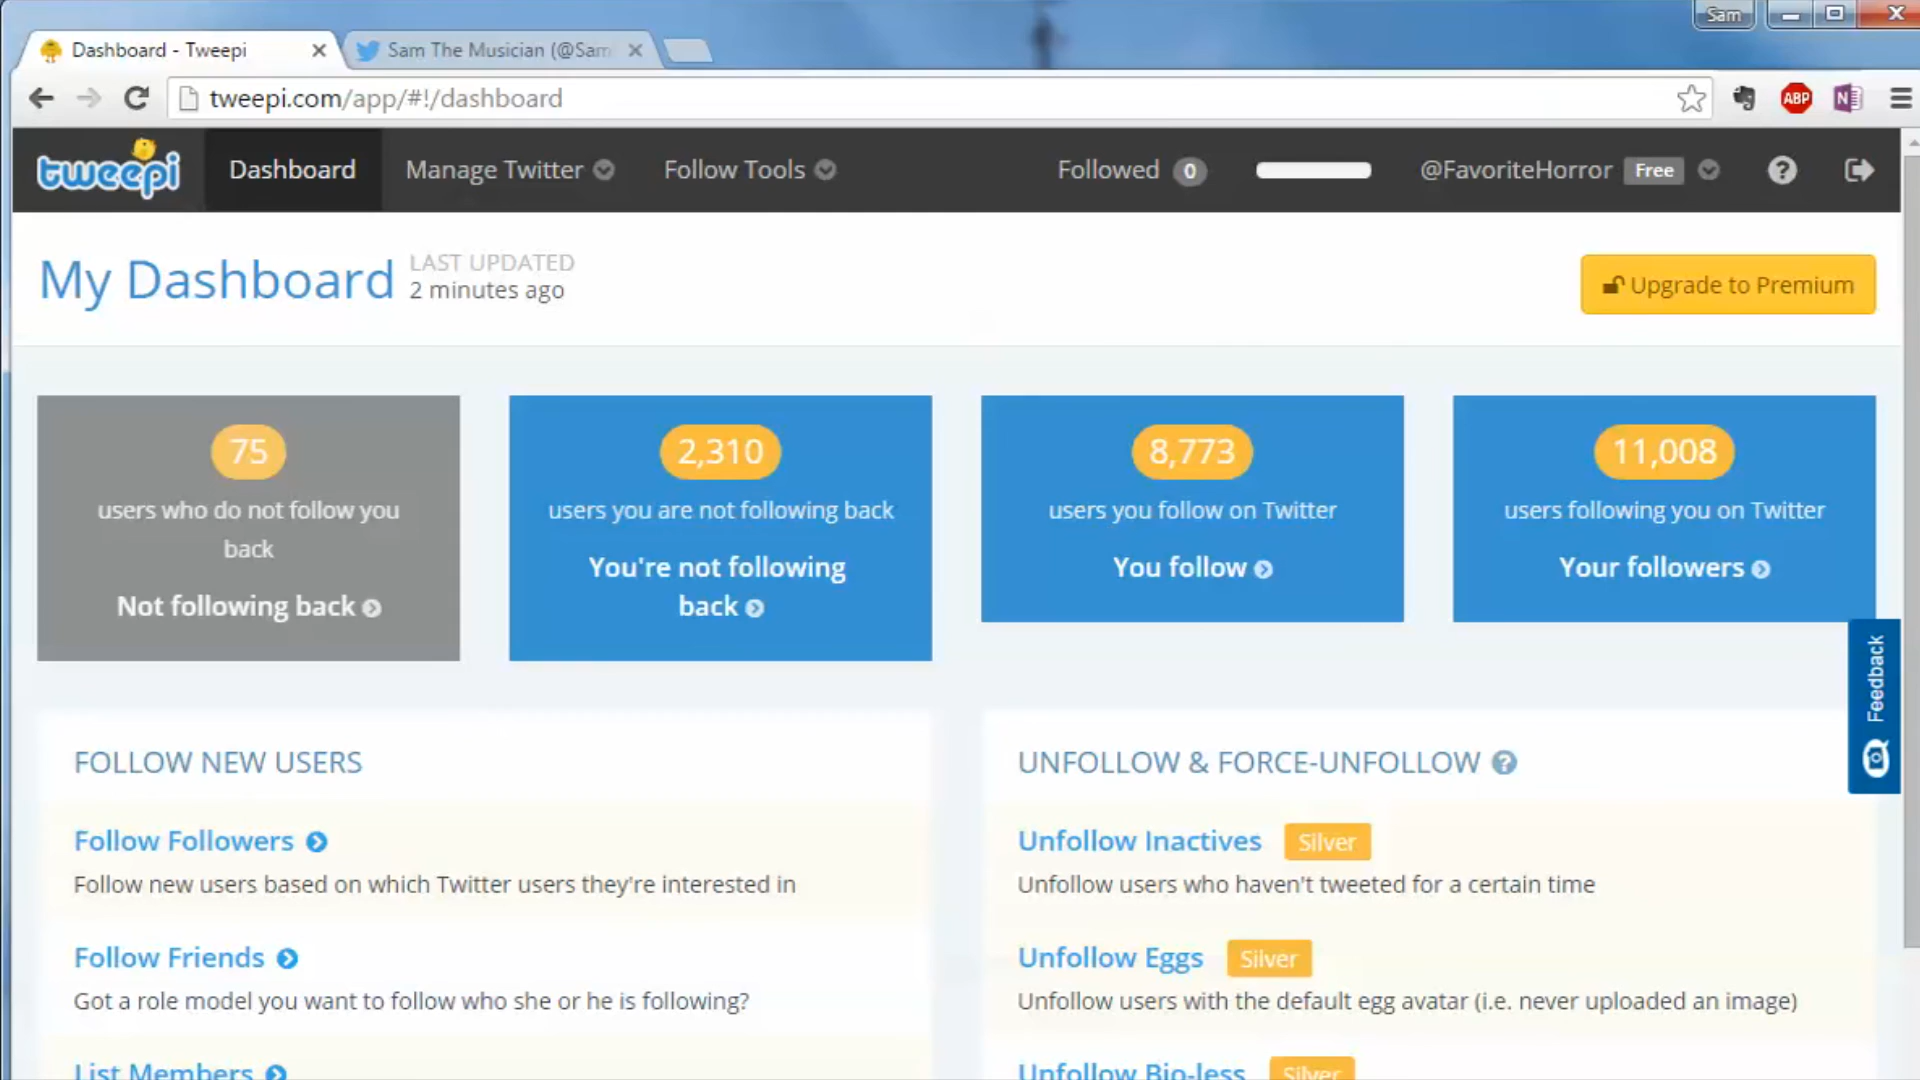 Sam
Dashboard - Tweepi
Sam The Musician (@Sam
tweepi.com/app/#!/dashboard
ABP
N
tweepi
Dashboard
Manage Twitter
Follow Tools
Followed 0
@FavoriteHorror Free
?
My Dashboard
LAST UPDATED
2 minutes ago
Upgrade to Premium
75
users who do not follow you
back
Not following back
2,310
users you are not following back
You're not following
back
8,773
users you follow on Twitter
You follow
11,008
users following you on Twitter
Your followers
Feedback
FOLLOW NEW USERS
Follow Followers
Follow new users based on which Twitter users they're interested in
Follow Friends
Got a role model you want to follow who she or he is following?
List Members
UNFOLLOW & FORCE-UNFOLLOW ?
Unfollow Inactives Silver
Unfollow users who haven't tweeted for a certain time
Unfollow Eggs Silver
Unfollow users with the default egg avatar (i.e. never uploaded an image)
Unfollow Bio-less Silver